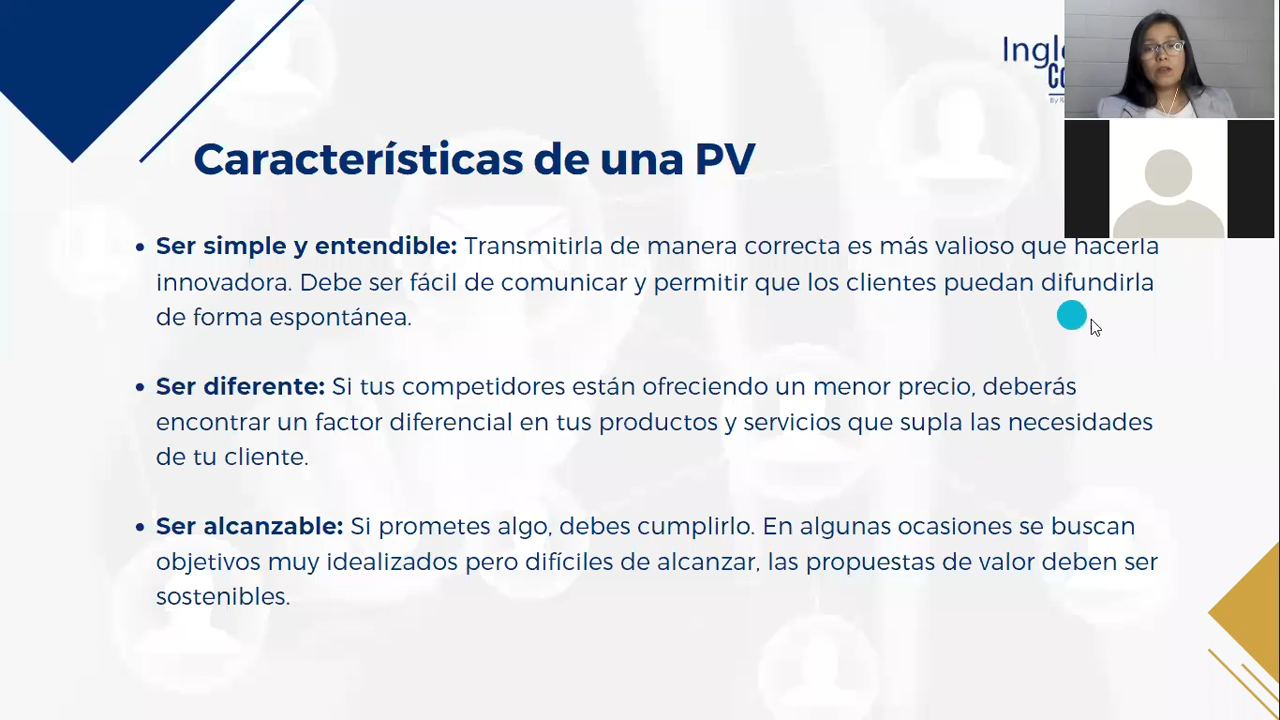 Características de una PV
• Ser simple y entendible: Transmitirla de manera correcta es más valioso que hacerla
innovadora. Debe ser fácil de comunicar y permitir que los clientes puedan difundirla
de forma espontánea.
• Ser diferente: Si tus competidores están ofreciendo un menor precio, deberás
encontrar un factor diferencial en tus productos y servicios que supla las necesidades
de tu cliente.
• Ser alcanzable: Si prometes algo, debes cumplirlo. En algunas ocasiones se buscan
objetivos muy idealizados pero difíciles de alcanzar, las propuestas de valor deben ser
sostenibles.